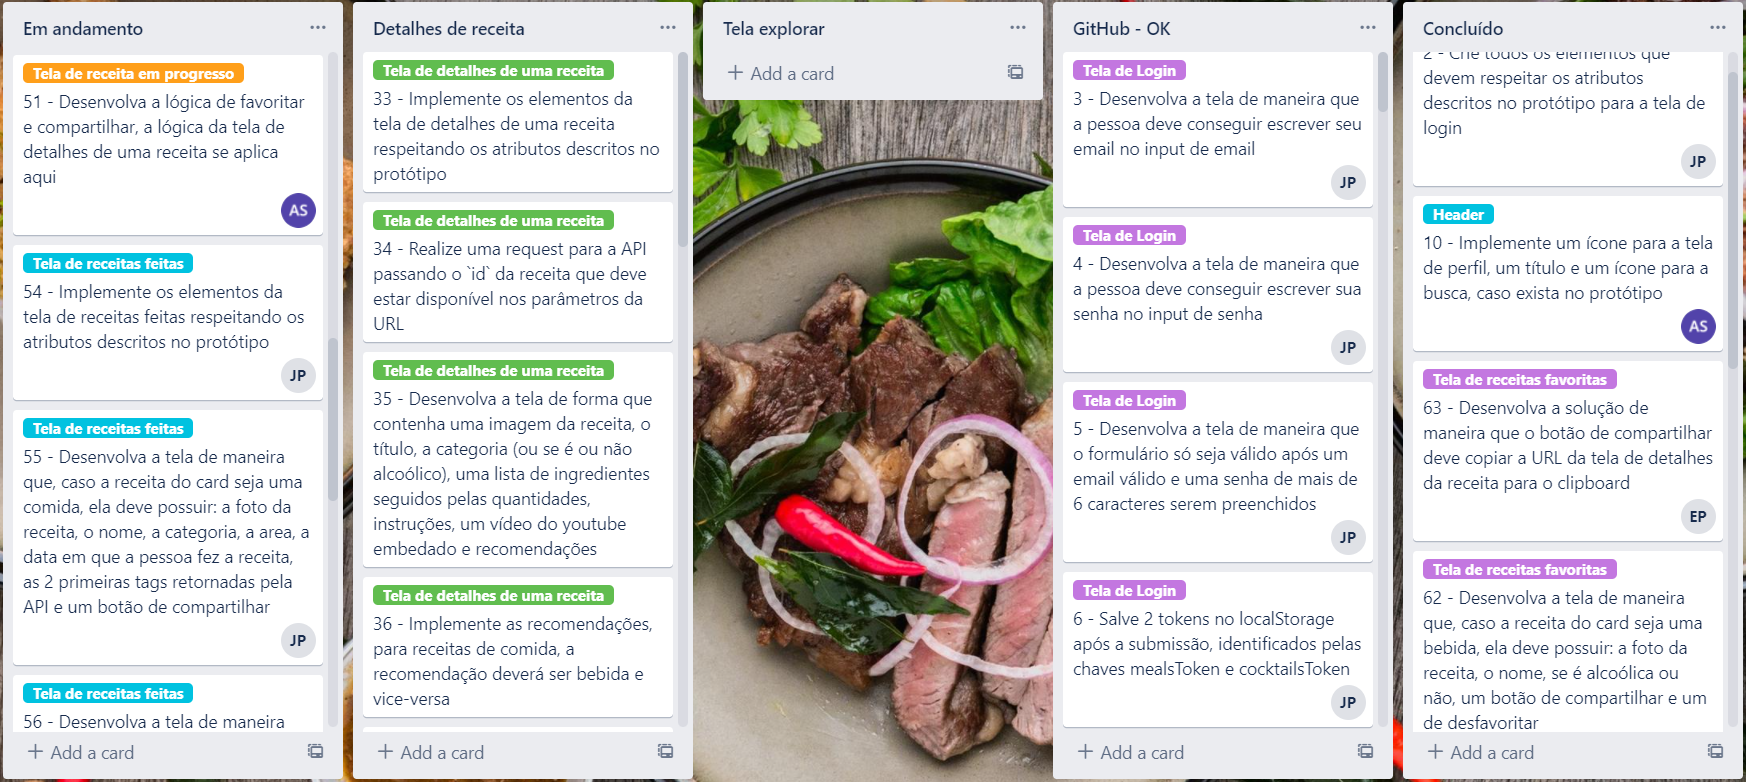 Em andamento
Tela de receita em progresso
51 - Desenvolva a lógica de favoritar
e compartilhar, a lógica da tela de
detalhes de uma receita se aplica
aqui
AS
Tela de receitas feitas
54 - Implemente os elementos da
tela de receitas feitas respeitando os
atributos descritos no protótipo
JP
Tela de receitas feitas
55 - Desenvolva a tela de maneira
que, caso a receita do card seja uma
comida, ela deve possuir: a foto da
receita, o nome, a categoria, a area, a
data em que a pessoa fez a receita,
as 2 primeiras tags retornadas pela
API e um botão de compartilhar
JP
Tela de receitas feitas
56 - Desenvolva a tela de maneira
+ Add a card
Detalhes de receita
Tela de detalhes de uma receita
33 - Implemente os elementos da
tela de detalhes de uma receita
respeitando os atributos descritos no
protótipo
Tela de detalhes de uma receita
34 - Realize uma request para a API
passando o `id` da receita que deve
estar disponível nos parâmetros da
URL
Tela de detalhes de uma receita
35 - Desenvolva a tela de forma que
contenha uma imagem da receita, o
título, a categoria (ou se é ou não
alcoólico), uma lista de ingredientes
seguidos pelas quantidades,
instruções, um vídeo do youtube
embedado e recomendações
Tela de detalhes de uma receita
36 - Implemente as recomendações,
para receitas de comida, a
recomendação deverá ser bebida e
vice-versa
+ Add a card
Tela explorar
+ Add a card
GitHub - OK
Tela de Login
3 - Desenvolva a tela de maneira que
a pessoa deve conseguir escrever seu
email no input de email
JP
Tela de Login
4 - Desenvolva a tela de maneira que
a pessoa deve conseguir escrever sua
senha no input de senha
JP
Tela de Login
5 - Desenvolva a tela de maneira que
o formulário só seja válido após um
email válido e uma senha de mais de
6 caracteres serem preenchidos
JP
Tela de Login
6 - Salve 2 tokens no localStorage
após a submissão, identificados pelas
chaves mealsToken e cocktailsToken
JP
+ Add a card
Concluído
2 - Crie todos os elementos que
devem respeitar os atributos
descritos no protótipo para a tela de
login
JP
Header
10 - Implemente um ícone para a tela
de perfil, um título e um ícone para a
busca, caso exista no protótipo
AS
Tela de receitas favoritas
63 - Desenvolva a solução de
maneira que o botão de compartilhar
deve copiar a URL da tela de detalhes
da receita para o clipboard
EP
Tela de receitas favoritas
62 - Desenvolva a tela de maneira
que, caso a receita do card seja uma
bebida, ela deve possuir: a foto da
receita, o nome, se é alcoólica ou
não, um botão de compartilhar e um
de desfavoritar
+ Add a card